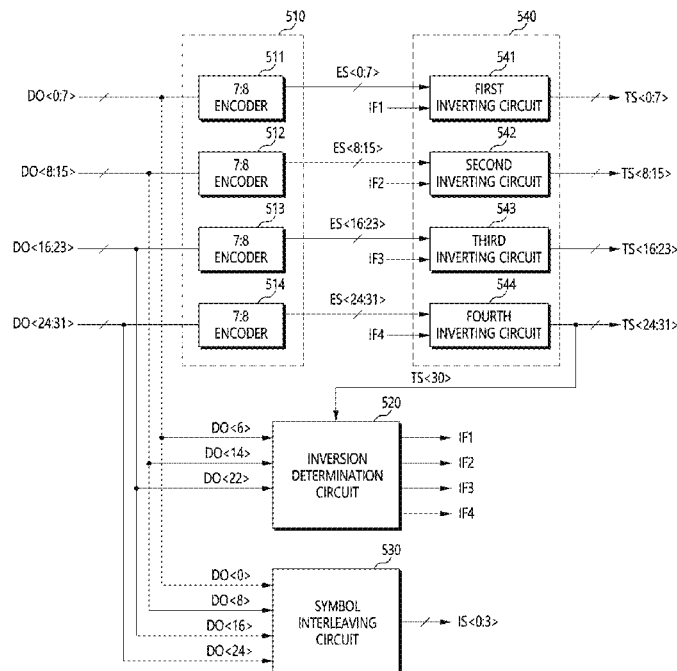 510
540
511
ES<0:7>
541
DO<0:7>
7:8
ENCODER
IF1
FIRST
INVERTING CIRCUIT
TS<0:7>
512
ES<8:15>
542
DO<8:15>
7:8
ENCODER
IF2
SECOND
INVERTING CIRCUIT
TS<8:15>
513
ES<16:23>
543
DO<16:23>
7:8
ENCODER
IF3
THIRD
INVERTING CIRCUIT
TS<16:23>
514
ES<24:31>
544
DO<24:31>
7:8
ENCODER
IF4
FOURTH
INVERTING CIRCUIT
TS<24:31>
TS<30>
520
DO<6>
DO<14>
DO<22>
INVERSION
DETERMINATION
CIRCUIT
IF1
IF2
IF3
IF4
530
DO<0>
DO<8>
DO<16>
DO<24>
SYMBOL
INTERLEAVING
CIRCUIT
IS<0:3>